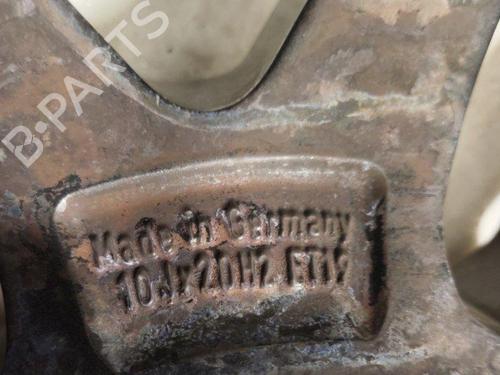 B-PARTS
Made in Germany
10Jx20H2 ET19